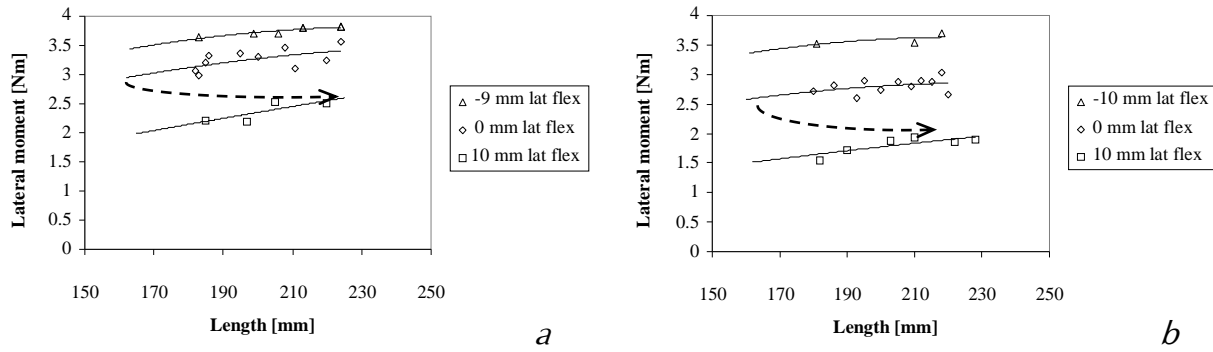 4
3.5
3
2.5
2
1.5
1
0.5
0
Lateral moment [Nm]
150 170 190 210 230 250
Length [mm]
-9 mm lat flex
0 mm lat flex
10 mm lat flex
a
4
3.5
3
2.5
2
1.5
1
0.5
0
Lateral moment [Nm]
150 170 190 210 230 250
Length [mm]
-10 mm lat flex
0 mm lat flex
10 mm lat flex
b